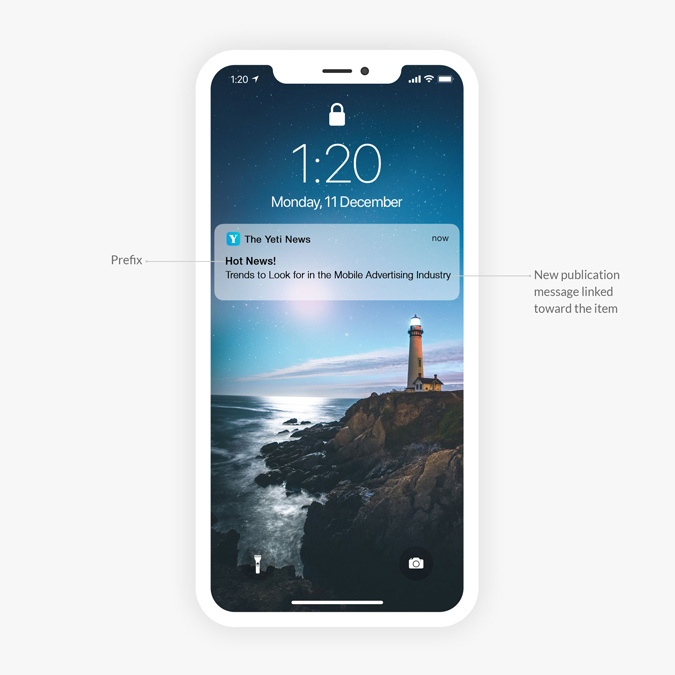 1:20
1:20
Monday, 11 December
Y The Yeti News now
Prefix
Hot News!
Trends to Look for in the Mobile Advertising Industry
New publication
message linked
toward the item